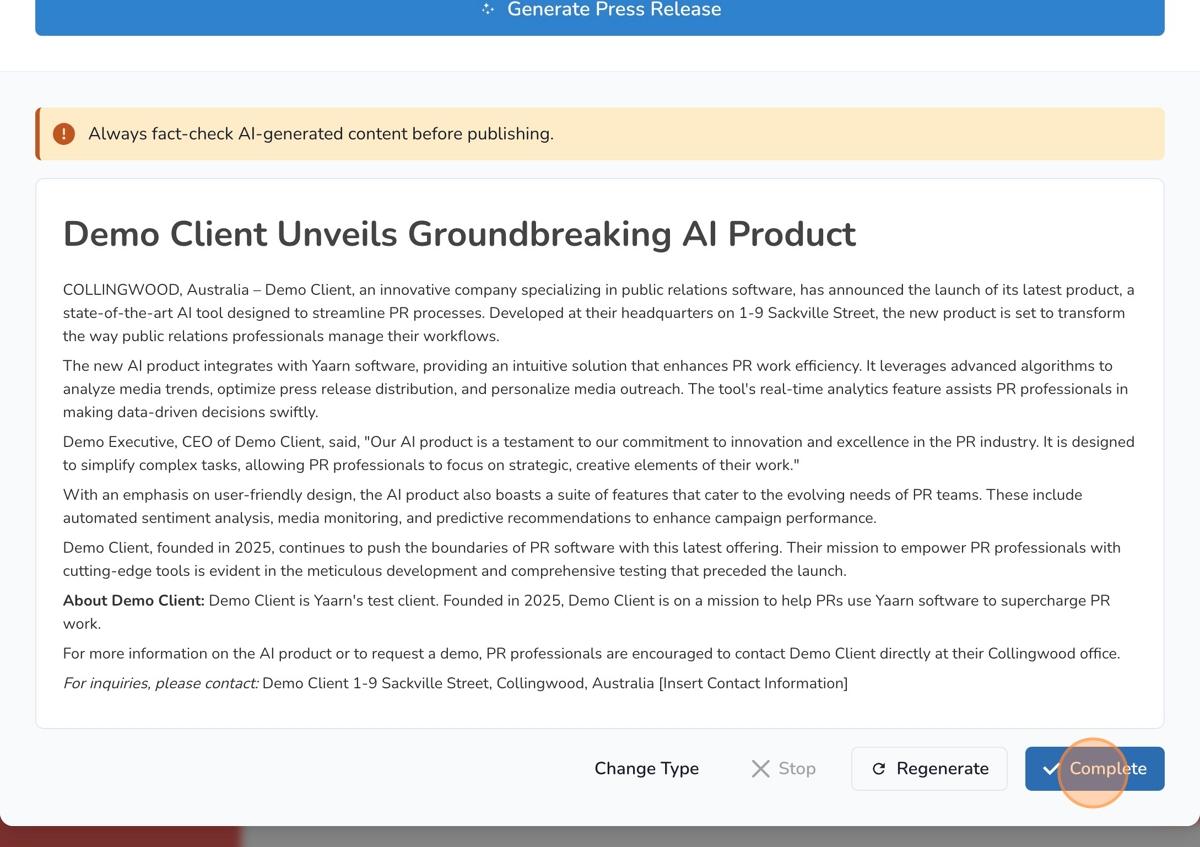 Generate Press Release
Always fact-check AI-generated content before publishing.
Demo Client Unveils Groundbreaking AI Product
COLLINGWOOD, Australia – Demo Client, an innovative company specializing in public relations software, has announced the launch of its latest product, a
state-of-the-art AI tool designed to streamline PR processes. Developed at their headquarters on 1-9 Sackville Street, the new product is set to transform
the way public relations professionals manage their workflows.
The new AI product integrates with Yaarn software, providing an intuitive solution that enhances PR work efficiency. It leverages advanced algorithms to
analyze media trends, optimize press release distribution, and personalize media outreach. The tool's real-time analytics feature assists PR professionals in
making data-driven decisions swiftly.
Demo Executive, CEO of Demo Client, said, "Our AI product is a testament to our commitment to innovation and excellence in the PR industry. It is designed
to simplify complex tasks, allowing PR professionals to focus on strategic, creative elements of their work."
With an emphasis on user-friendly design, the AI product also boasts a suite of features that cater to the evolving needs of PR teams. These include
automated sentiment analysis, media monitoring, and predictive recommendations to enhance campaign performance.
Demo Client, founded in 2025, continues to push the boundaries of PR software with this latest offering. Their mission to empower PR professionals with
cutting-edge tools is evident in the meticulous development and comprehensive testing that preceded the launch.
About Demo Client: Demo Client is Yaarn's test client. Founded in 2025, Demo Client is on a mission to help PRs use Yaarn software to supercharge PR
work.
For more information on the AI product or to request a demo, PR professionals are encouraged to contact Demo Client directly at their Collingwood office.
For inquiries, please contact: Demo Client 1-9 Sackville Street, Collingwood, Australia [Insert Contact Information]
Change Type
Stop
Regenerate
Complete